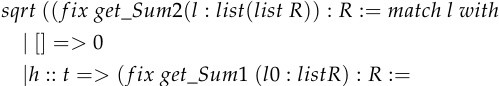 sqrt ((fix get_Sum2(l : list(list R)) : R := match l with
| [] => 0
|h :: t => (fix get_Sum1 (l0 : listR) : R :=